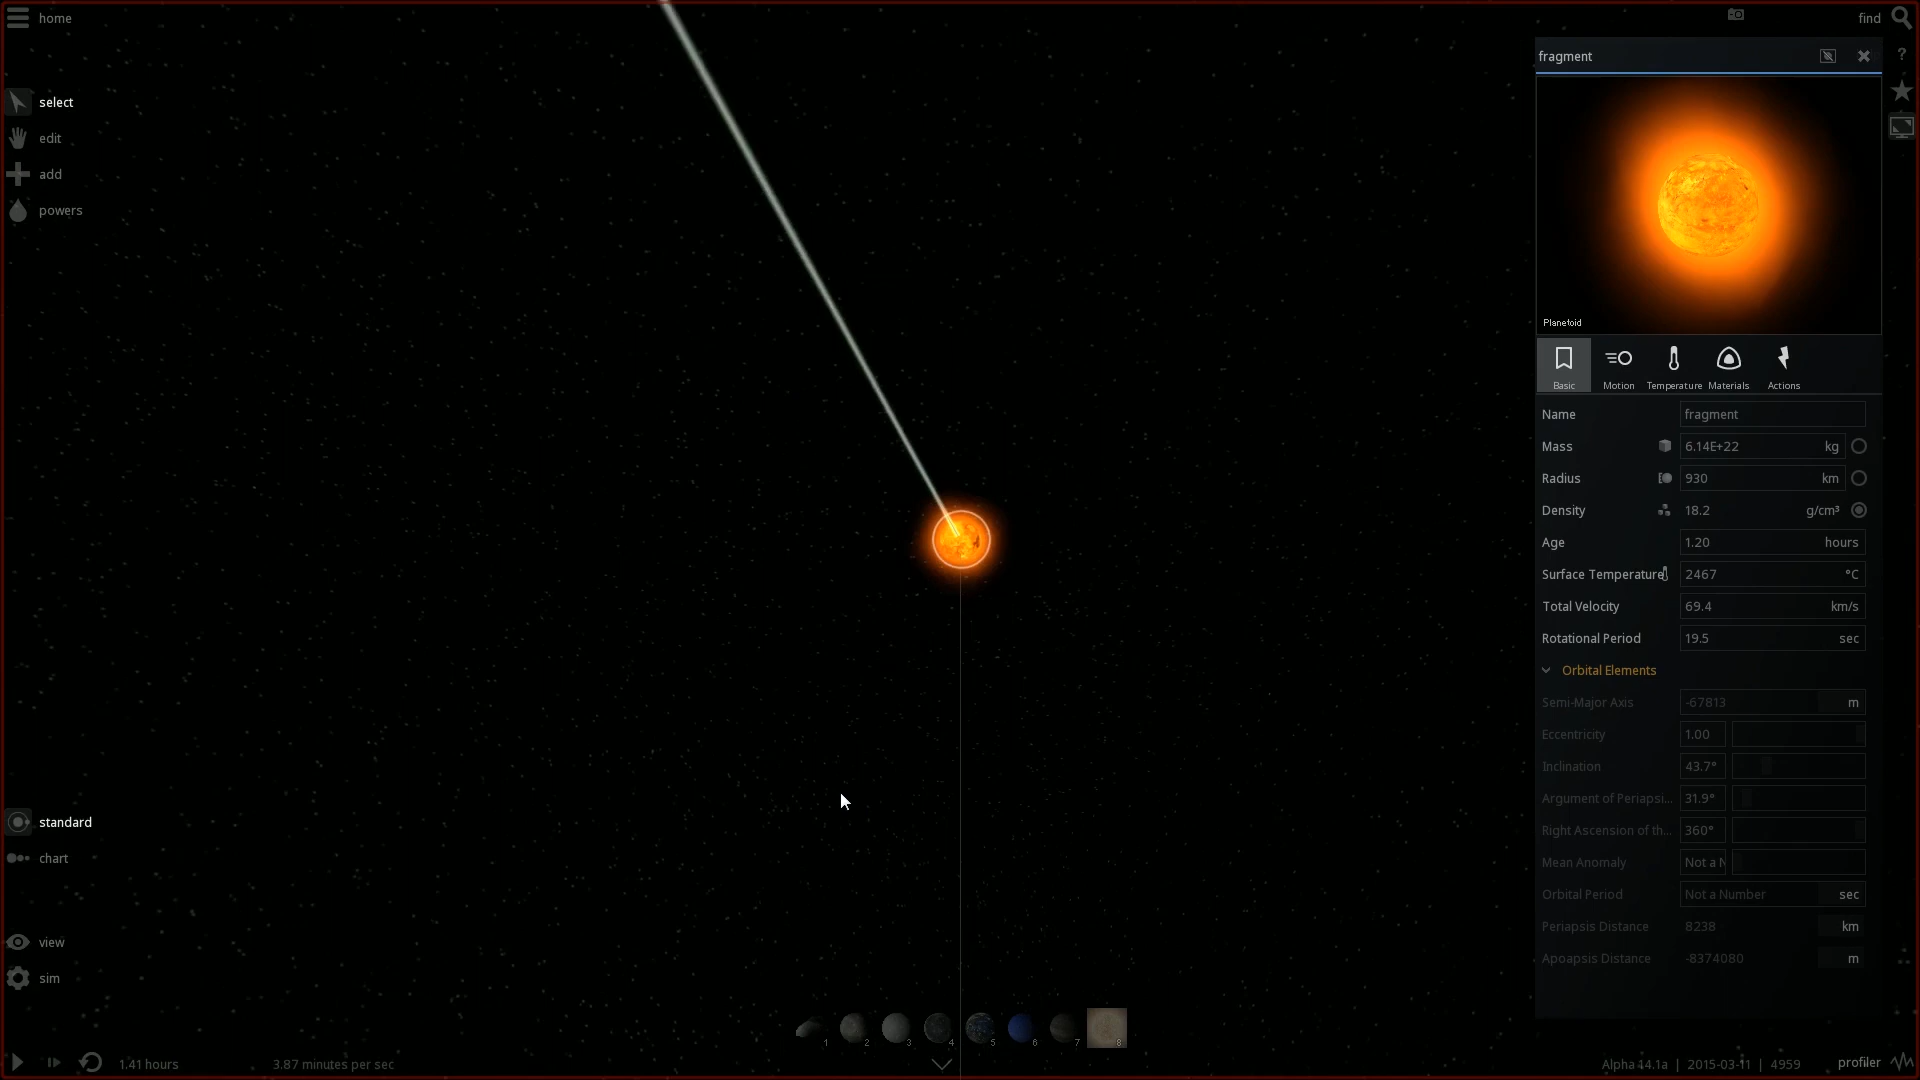 home
find
fragment
select
edit
add
powers
Planetoid
Basic Motion Temperature Materials Actions
Name fragment
Mass 6.14E+22 kg
Radius 930 km
Density 18.2 g/cm³
Age 1.20 hours
Surface Temperature 2467 °C
Total Velocity 69.4 km/s
Rotational Period 19.5 sec
Orbital Elements
Semi-Major Axis -67813 m
Eccentricity 1.00
Inclination 43.7°
Argument of Periapsi... 31.9°
Right Ascension of th... 360°
Mean Anomaly Not a N
Orbital Period Not a Number sec
Periapsis Distance 8238 km
Apoapsis Distance -8374080 m
standard
chart
view
sim
1 2 3 4 5 6 7 8
1.41 hours 3.87 minutes per sec
Alpha 14.1a | 2015-03-11 | 4959 profiler
?